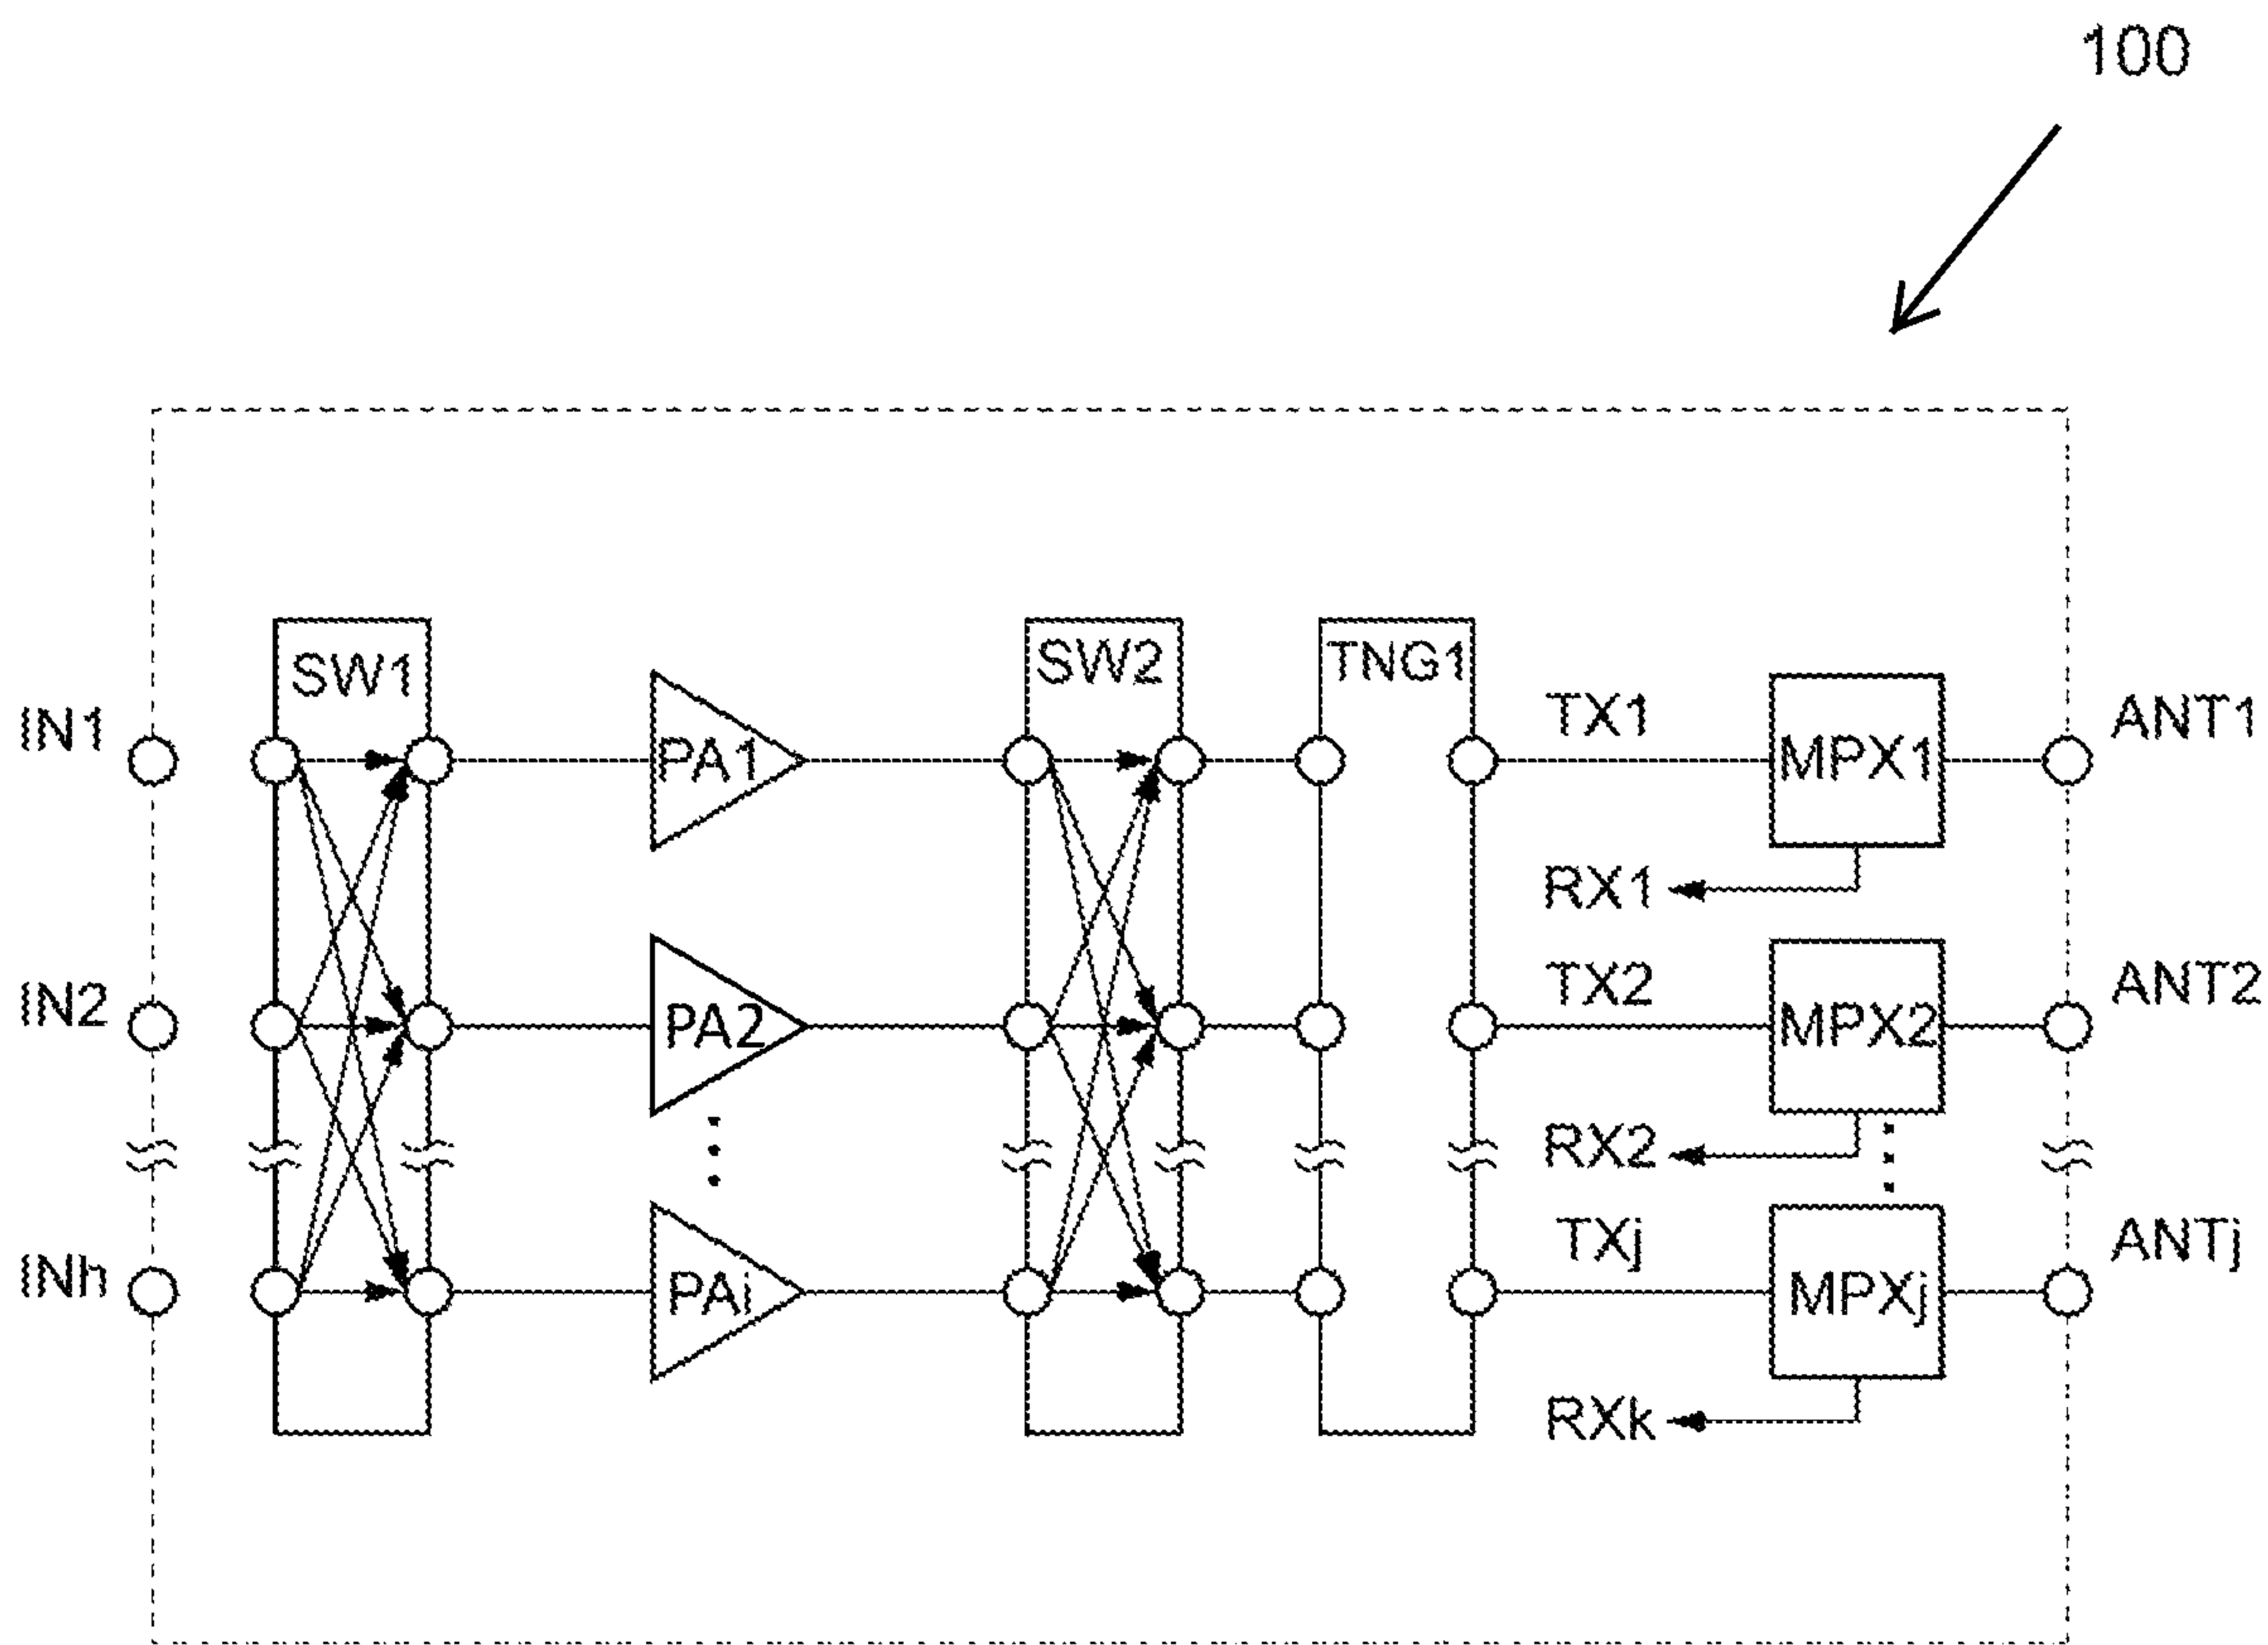 100
SW1
SW2
TNG1
IN1
PA1
TX1
MPX1
ANT1
RX1
IN2
PA2
TX2
MPX2
ANT2
RX2
INh
PAi
TXj
MPXj
ANTj
RXk